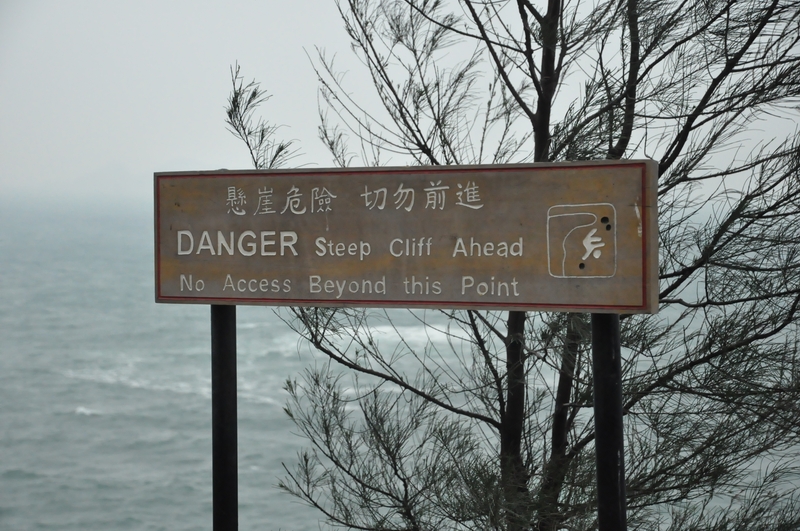 懸崖危險 切勿前進
DANGER Steep Cliff Ahead
No Access Beyond this Point